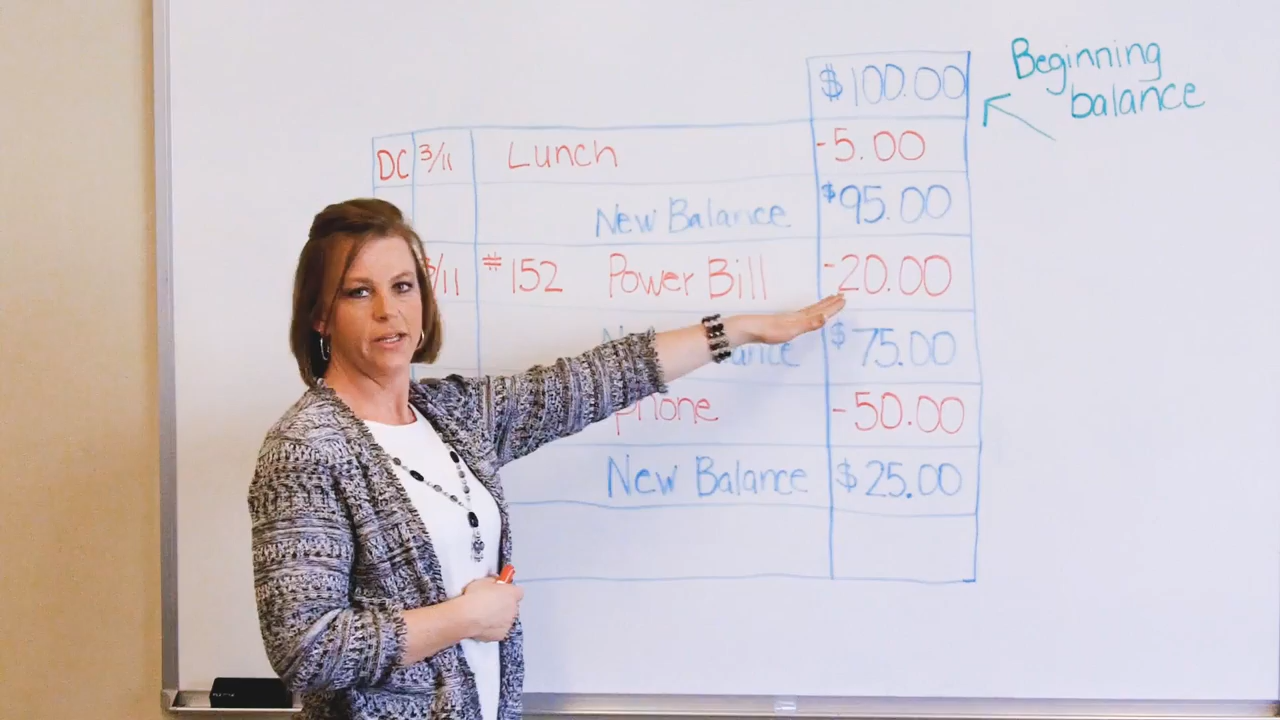 $100.00
Beginning
balance
DC 3/11 Lunch -5.00
New Balance $95.00
/11 #152 Power Bill -20.00
$75.00
phone -50.00
New Balance $25.00